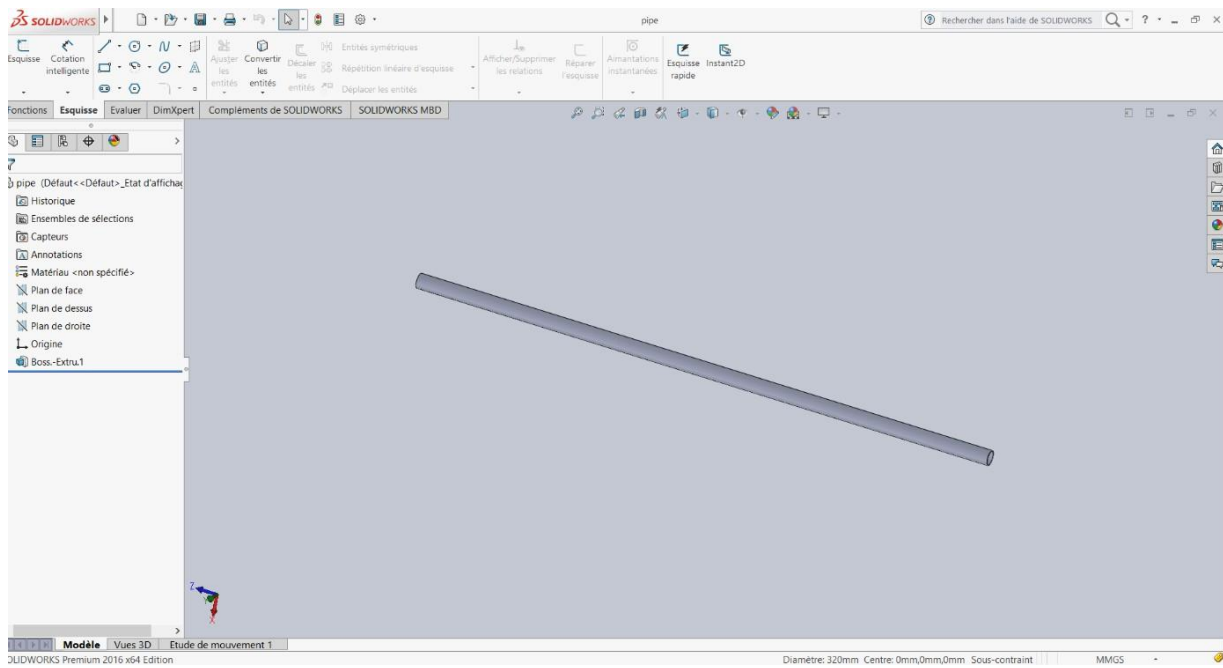 SOLIDWORKS
pipe
Rechercher dans l'aide de SOLIDWORKS
Esquisse
Cotation intelligente
Ajuster les entités
Convertir les entités
Décaler les entités
Entités symétriques
Répétition linéaire d'esquisse
Déplacer les entités
Afficher/Supprimer les relations
Réparer l'esquisse
Aimantations instantanées
Esquisse rapide
Instant2D
Fonctions Esquisse Evaluer DimXpert Compléments de SOLIDWORKS SOLIDWORKS MBD
pipe (Défaut<<Défaut>_Etat d'affichag
Historique
Ensembles de sélections
Capteurs
Annotations
Matériau <non spécifié>
Plan de face
Plan de dessus
Plan de droite
Origine
Boss.-Extru.1
Z
Y
X
Modèle Vues 3D Etude de mouvement 1
OLIDWORKS Premium 2016 x64 Edition
Diamètre: 320mm Centre: 0mm,0mm,0mm Sous-contraint MMGS